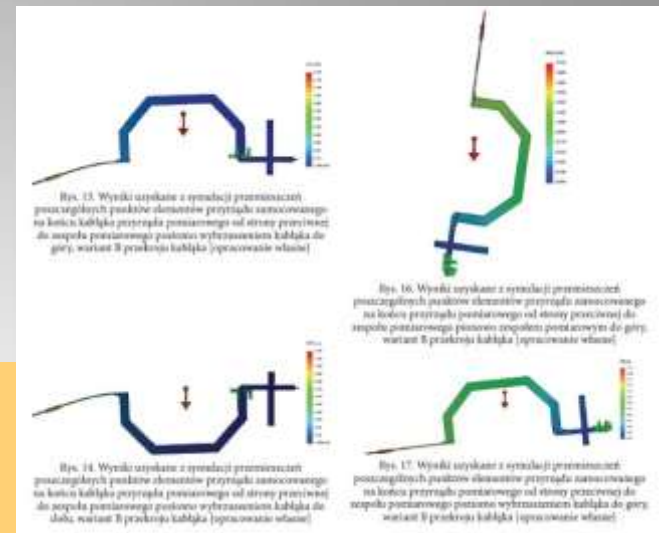 Rys. 13. Wyniki uzyskane z symulacji przemieszczeń
poszczególnych punktów elementów przyrządu zamocowanego
na końcu kabłąka przyrządu pomiarowego od strony przeciwnej
do zespołu pomiarowego poziomo wybrzuszeniem kabłąka do
góry, wariant B przekroju kabłąka [opracowanie własne]
Rys. 14. Wyniki uzyskane z symulacji przemieszczeń
poszczególnych punktów elementów przyrządu zamocowanego
na końcu kabłąka przyrządu pomiarowego od strony przeciwnej
do zespołu pomiarowego poziomo wybrzuszeniem kabłąka do
dołu, wariant B przekroju kabłąka [opracowanie własne]
Rys. 16. Wyniki uzyskane z symulacji przemieszczeń
poszczególnych punktów elementów przyrządu zamocowanego
na końcu przyrządu pomiarowego od strony przeciwnej do
zespołu pomiarowego pionowo zespołem pomiarowym do góry,
wariant B przekroju kabłąka [opracowanie własne]
Rys. 17. Wyniki uzyskane z symulacji przemieszczeń
poszczególnych punktów elementów przyrządu zamocowanego
na końcu przyrządu pomiarowego od strony przeciwnej do
zespołu pomiarowego poziomo wybrzuszeniem kabłąka do góry,
wariant B przekroju kabłąka [opracowanie własne]